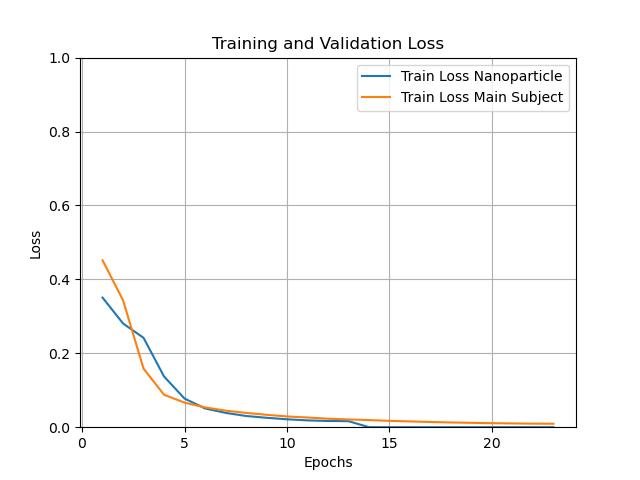 Training and Validation Loss
Train Loss Nanoparticle
Train Loss Main Subject
Loss
1.0
0.8
0.6
0.4
0.2
0.0
0 5 10 15 20
Epochs